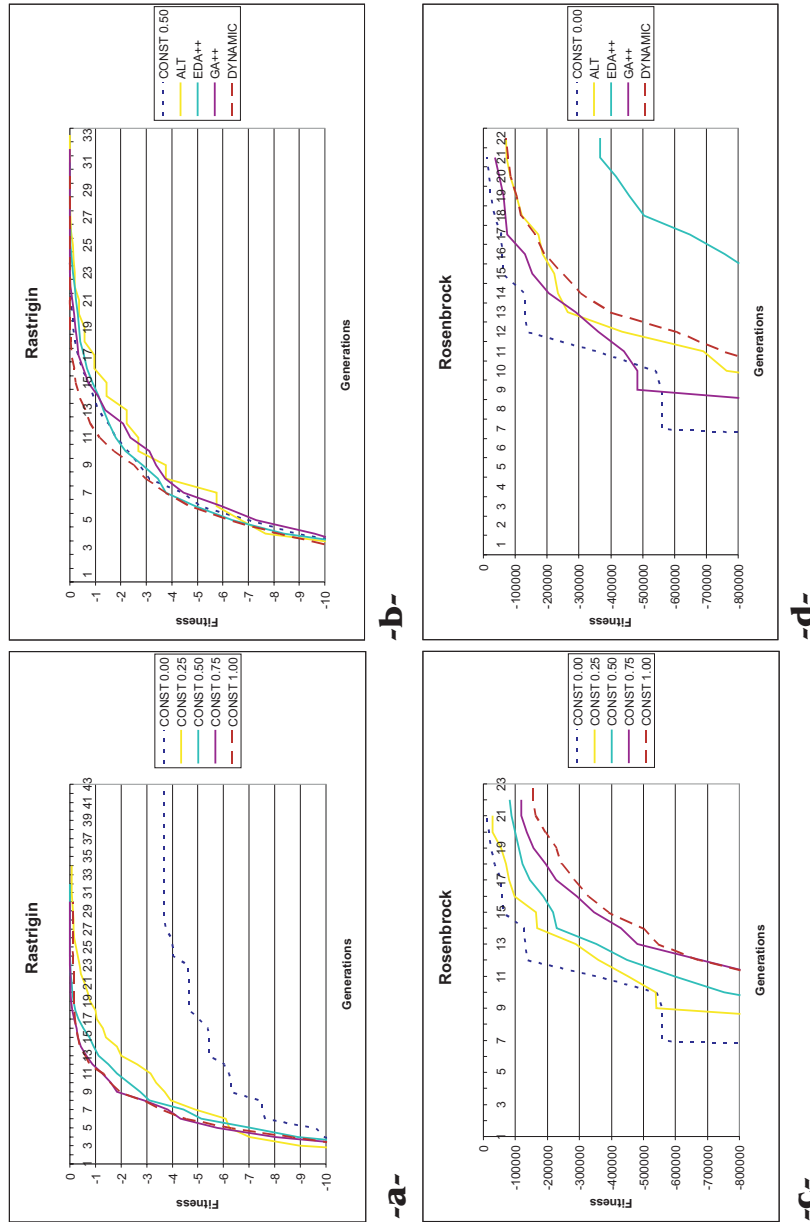 Rastrigin
0
-1
-2
-3
-4
-5
-6
-7
-8
-9
-10
1 3 5 7 9 11 13 15 17 19 21 23 25 27 29 31 33 35 37 39 41 43
Fitness
Generations
CONST 0.00
CONST 0.25
CONST 0.50
CONST 0.75
CONST 1.00
-a-
Rastrigin
0
-1
-2
-3
-4
-5
-6
-7
-8
-9
-10
1 3 5 7 9 11 13 15 17 19 21 23 25 27 29 31 33
Fitness
Generations
CONST 0.50
ALT
EDA++
GA++
DYNAMIC
-b-
Rosenbrock
0
-100000
-200000
-300000
-400000
-500000
-600000
-700000
-800000
1 3 5 7 9 11 13 15 17 19 21 23
Fitness
Generations
CONST 0.00
CONST 0.25
CONST 0.50
CONST 0.75
CONST 1.00
-c-
Rosenbrock
0
-100000
-200000
-300000
-400000
-500000
-600000
-700000
-800000
1 2 3 4 5 6 7 8 9 10 11 12 13 14 15 16 17 18 19 20 21 22
Fitness
Generations
CONST 0.00
ALT
EDA++
GA++
DYNAMIC
-d-